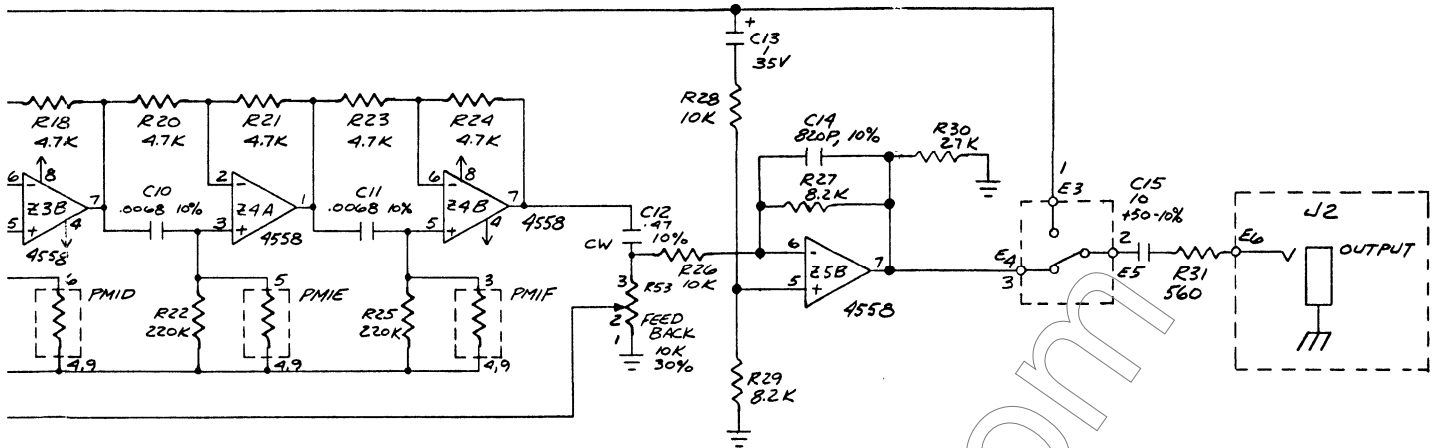 +
C13
1
35V
R18
4.7K
R20
4.7K
R21
4.7K
R23
4.7K
R24
4.7K
R28
10K
C14
820P, 10%
R30
27K
R27
8.2K
1
E3
C15
10
+50-10%
J2
OUTPUT
6
-
8
Z3B
7
5
+
4
4558
C10
.0068 10%
2
-
Z4A
1
3
+
4558
C11
.0068 10%
6
-
8
Z4B
7
5
+
4
4558
C12
.47
10%
CW
R26
10K
6
-
Z5B
7
5
+
4558
E4
3
2
E5
R31
560
E6
6
PM1D
4,9
R22
220K
5
PM1E
4,9
R25
220K
3
PM1F
4,9
3
R53
2
1
FEED
BACK
10K
30%
R29
8.2K
om